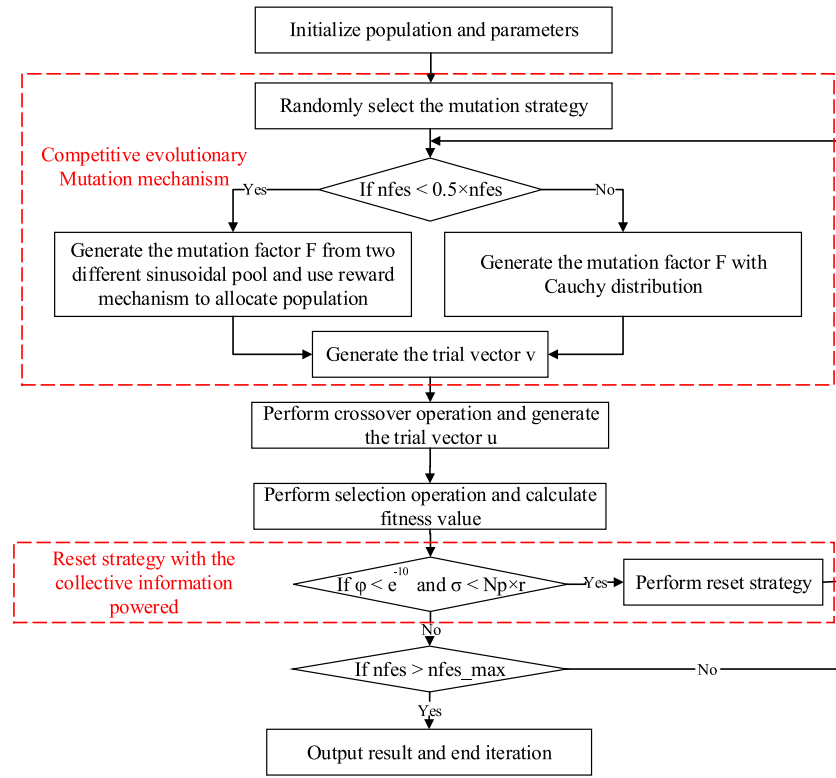 Initialize population and parameters
Randomly select the mutation strategy
Competitive evolutionary
Mutation mechanism
If nfes < 0.5×nfes
Yes
No
Generate the mutation factor F from two
different sinusoidal pool and use reward
mechanism to allocate population
Generate the mutation factor F with
Cauchy distribution
Generate the trial vector v
Perform crossover operation and generate
the trial vector u
Perform selection operation and calculate
fitness value
Reset strategy with the
collective information
powered
If φ < e⁻¹⁰ and σ < Np×r
Yes
Perform reset strategy
No
If nfes > nfes_max
No
Yes
Output result and end iteration